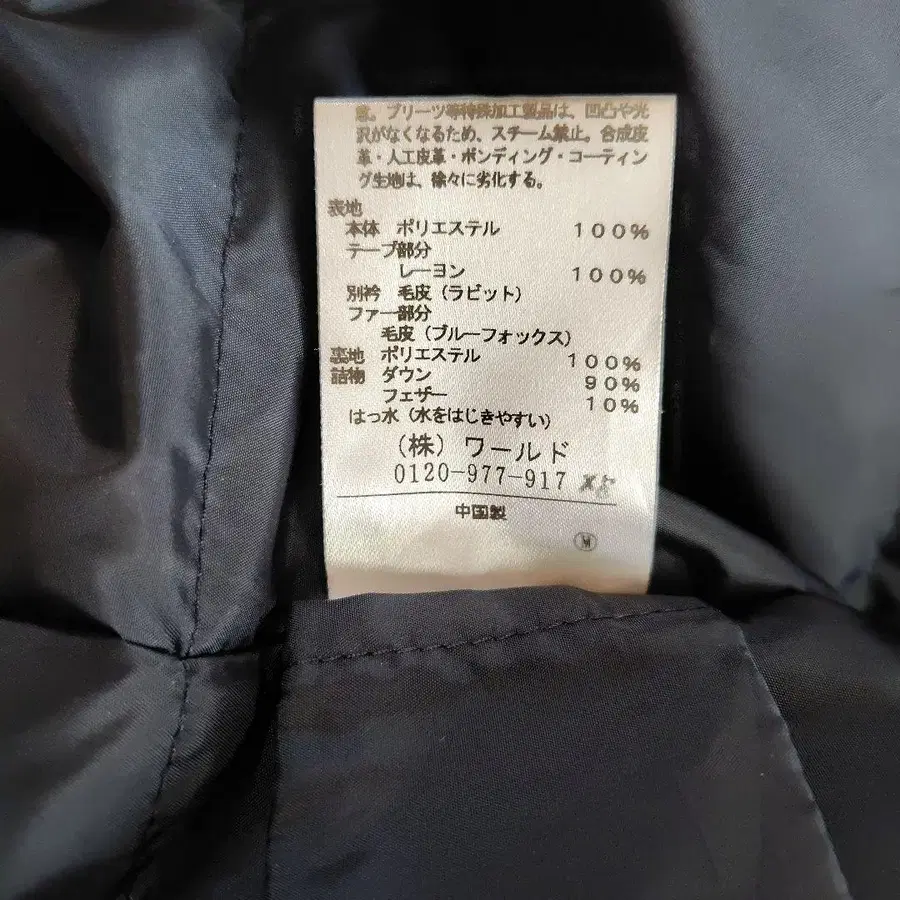 意。プリーツ等特殊加工製品は、凹凸や光
沢がなくなるため、スチーム禁止。合成皮
革・人工皮革・ボンディング・コーティン
グ生地は、徐々に劣化する。
表地
本体 ポリエステル 100%
テープ部分
レーヨン 100%
別衿 毛皮(ラビット)
ファー部分
毛皮(ブルーフォックス)
裏地 ポリエステル 100%
詰物 ダウン 90%
フェザー 10%
はっ水(水をはじきやすい)
(株)ワールド
0120-977-917
中国製
M